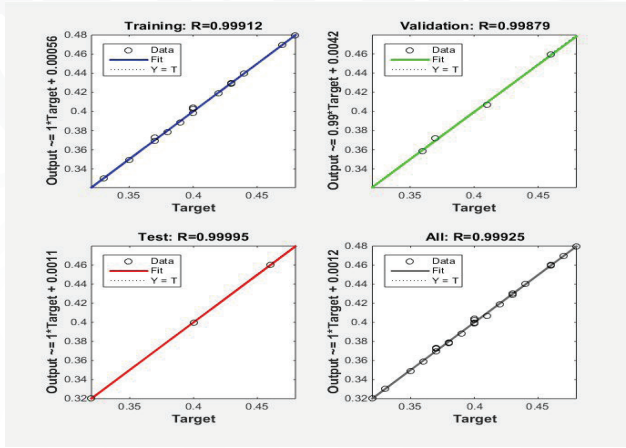 Training: R=0.99912
Output ~= 1*Target + 0.00056
0.48
0.46
0.44
0.42
0.4
0.38
0.36
0.34
Data
Fit
Y = T
0.35
0.4
0.45
Target
Validation: R=0.99879
Output ~= 0.99*Target + 0.0042
0.48
0.46
0.44
0.42
0.4
0.38
0.36
0.34
Data
Fit
Y = T
0.35
0.4
0.45
Target
Test: R=0.99995
Output ~= 1*Target + 0.0011
0.48
0.46
0.44
0.42
0.4
0.38
0.36
0.34
0.32
Data
Fit
Y = T
0.35
0.4
0.45
Target
All: R=0.99925
Output ~= 1*Target + 0.0012
0.48
0.46
0.44
0.42
0.4
0.38
0.36
0.34
0.32
Data
Fit
Y = T
0.35
0.4
0.45
Target